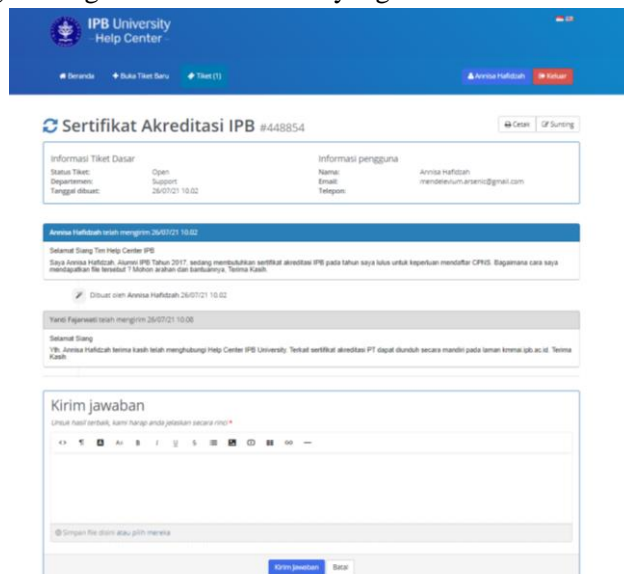 IPB University
Help Center
Beranda
Buka Tiket Baru
Tiket (1)
Annisa Hafidzah
Keluar
Sertifikat Akreditasi IPB #448854
Cetak
Sunting
Informasi Tiket Dasar
Informasi pengguna
Status Tiket: Open
Nama: Annisa Hafidzah
Departemen: Support
Email: mendelevium.arsenic@gmail.com
Tanggal dibuat: 26/07/21 10.02
Telepon:
Annisa Hafidzah telah mengirim 26/07/21 10.02
Selamat Siang Tim Help Center IPB
Saya Annisa Hafidzah, Alumni IPB Tahun 2017, sedang membutuhkan sertifikat akreditasi IPB pada tahun saya lulus untuk keperluan mendaftar CPNS. Bagaimana cara saya
mendapatkan file tersebut ? Mohon arahan dan bantuannya, Terima Kasih.
Dibuat oleh Annisa Hafidzah 26/07/21 10.02
Yanti Fajarwati telah mengirim 26/07/21 10.08
Selamat Siang
Yth. Annisa Hafidzah terima kasih telah menghubungi Help Center IPB University. Terkait sertifikat akreditasi PT dapat diunduh secara mandiri pada laman kmmai.ipb.ac.id. Terima
Kasih
Kirim jawaban
Untuk hasil terbaik, kami harap anda jelaskan secara rinci *
Simpan file disini atau pilih mereka
Kirim Jawaban
Batal